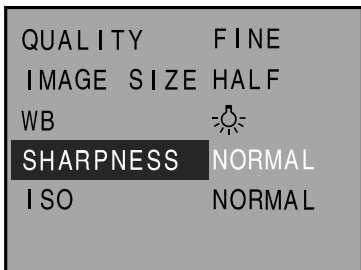 QUALITY FINE
IMAGE SIZE HALF
WB
SHARPNESS NORMAL
ISO NORMAL